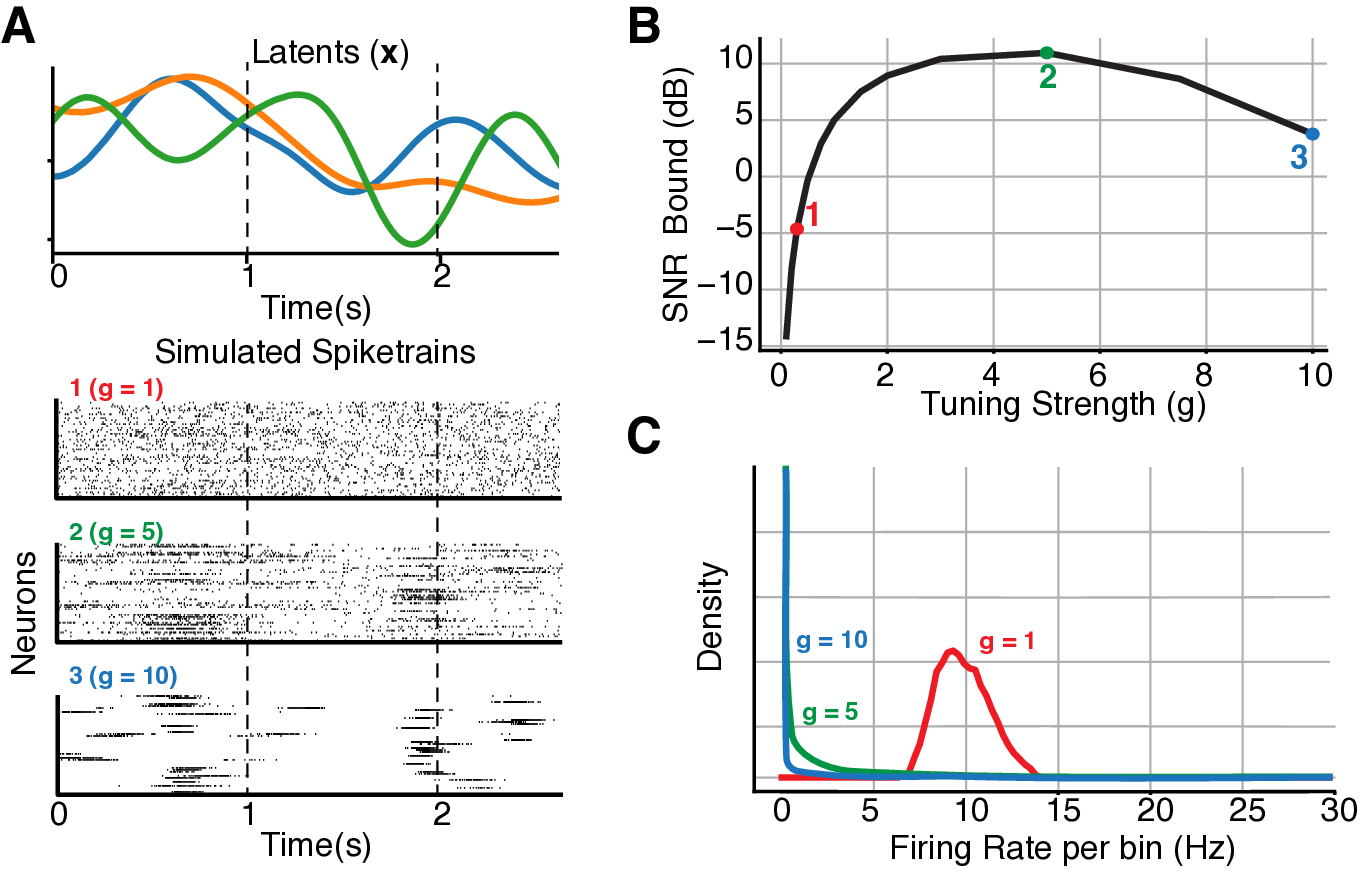 A
Latents (x)
0
1
2
Time(s)
Simulated Spiketrains
1 (g = 1)
2 (g = 5)
3 (g = 10)
Neurons
0
1
2
Time(s)
B
SNR Bound (dB)
10
5
0
−5
−10
−15
1
2
3
0
2
4
6
8
10
Tuning Strength (g)
C
Density
g = 10
g = 5
g = 1
0
5
10
15
20
25
30
Firing Rate per bin (Hz)